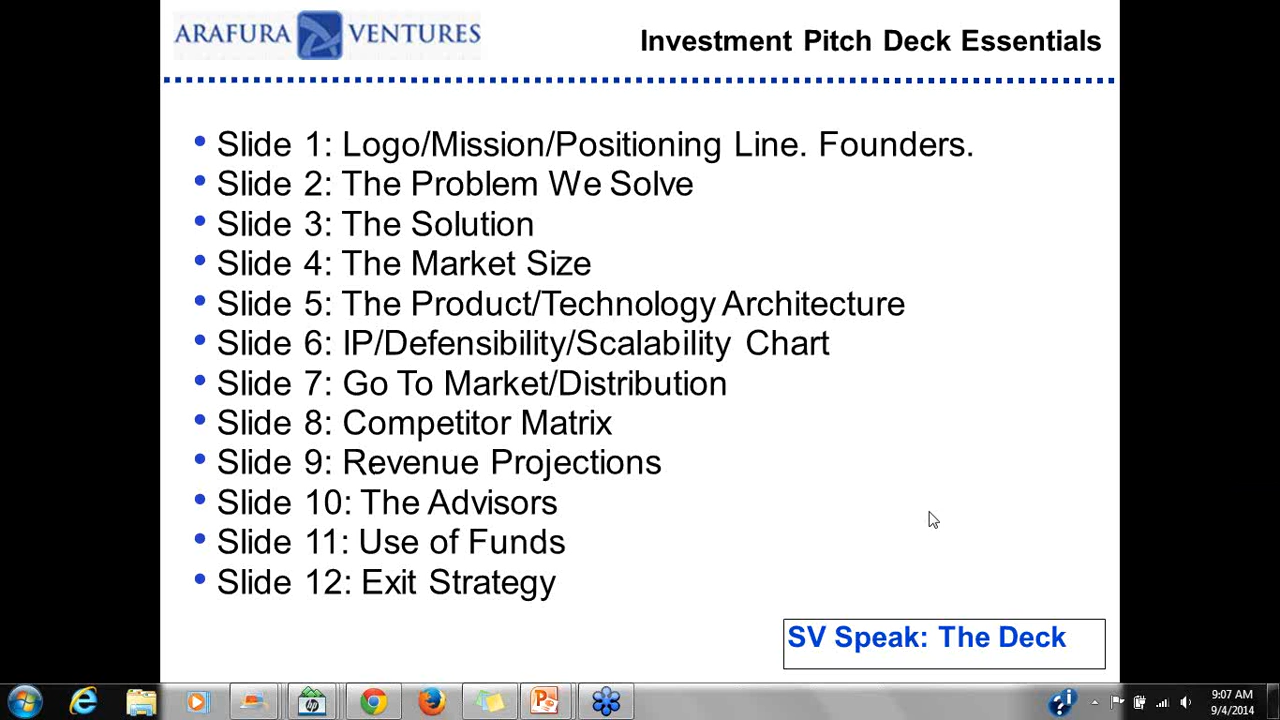 ARAFURA VENTURES
Investment Pitch Deck Essentials
• Slide 1: Logo/Mission/Positioning Line. Founders.
• Slide 2: The Problem We Solve
• Slide 3: The Solution
• Slide 4: The Market Size
• Slide 5: The Product/Technology Architecture
• Slide 6: IP/Defensibility/Scalability Chart
• Slide 7: Go To Market/Distribution
• Slide 8: Competitor Matrix
• Slide 9: Revenue Projections
• Slide 10: The Advisors
• Slide 11: Use of Funds
• Slide 12: Exit Strategy
SV Speak: The Deck
9:07 AM
9/4/2014